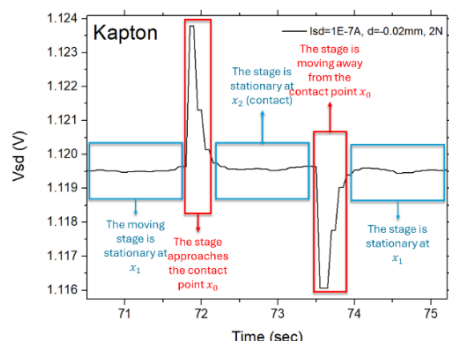 Kapton
Isd=1E-7A, d=-0.02mm, 2N
The stage is
stationary at
x₂ (contact)
The stage is
moving away
from the
contact point x₀
The moving
stage is
stationary at
x₁
The stage
approaches
the contact
point x₀
The stage is
stationary at
x₁
Vsd (V)
1.124
1.123
1.122
1.121
1.120
1.119
1.118
1.117
1.116
71
72
73
74
75
Time (sec)